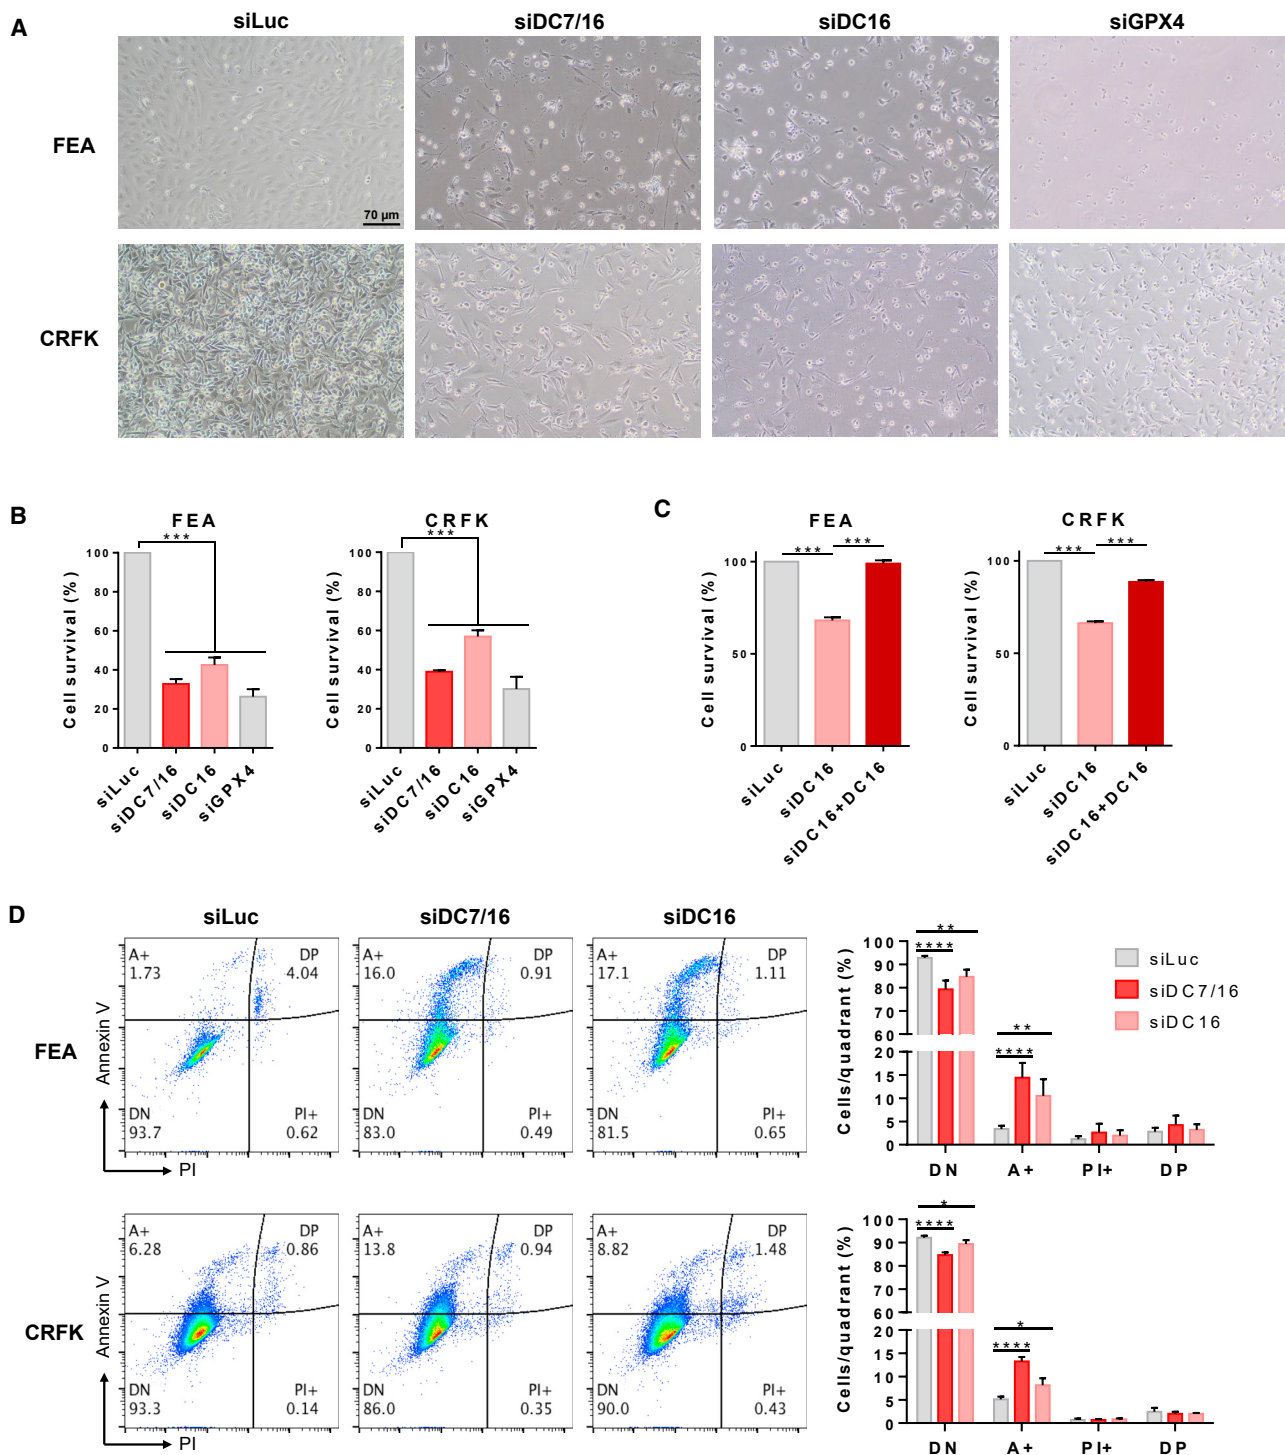 A
siLuc
siDC7/16
siDC16
siGPX4
FEA
70 µm
CRFK
B
FEA
***
Cell survival (%)
100
80
60
40
20
0
siLuc
siDC7/16
siDC16
siGPX4
CRFK
***
Cell survival (%)
100
80
60
40
20
0
siLuc
siDC7/16
siDC16
siGPX4
C
FEA
*** ***
Cell survival (%)
100
50
0
siLuc
siDC16
siDC16+DC16
CRFK
*** ***
Cell survival (%)
100
50
0
siLuc
siDC16
siDC16+DC16
D
siLuc
siDC7/16
siDC16
FEA
Annexin V
PI
A+
1.73
DP
4.04
DN
93.7
PI+
0.62
A+
16.0
DP
0.91
DN
83.0
PI+
0.49
A+
17.1
DP
1.11
DN
81.5
PI+
0.65
Cells/quadrant (%)
100
90
80
70
60
20
15
10
5
0
**
****
**
****
DN
A+
PI+
DP
siLuc
siDC7/16
siDC16
CRFK
Annexin V
PI
A+
6.28
DP
0.86
DN
93.3
PI+
0.14
A+
13.8
DP
0.94
DN
86.0
PI+
0.35
A+
8.82
DP
1.48
DN
90.0
PI+
0.43
Cells/quadrant (%)
100
90
80
70
60
20
15
10
5
0
*
****
*
****
DN
A+
PI+
DP